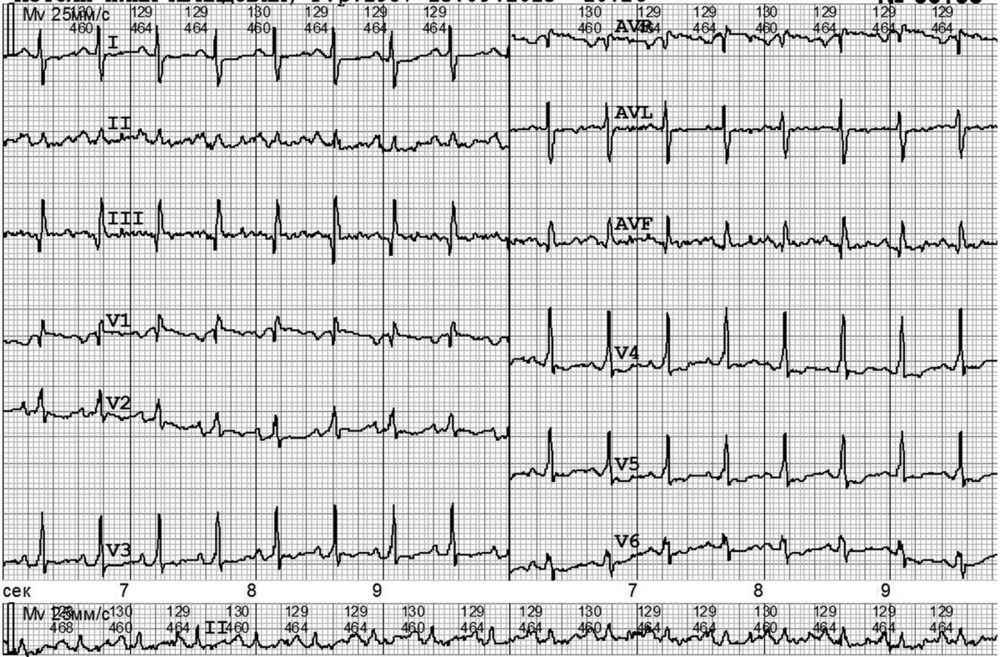 Mv 25мм/с 130 129 129 129 130 129 129 129
460 464 464 464 460 464 464 464
AVR
130 129 129 129 130 129 129
460 464 464 464 460 464 464 464
I
AVL
II
III
AVF
V1
V4
V2
V5
V3
V6
сек 7 8 9 7 8 9
Mv 25мм/с 130 129 130 129 129 130 129 129 130 129 129 129 130 129 129
468 460 464 460 464 464 460 464 464 460 464 464 464 460 464 464
II